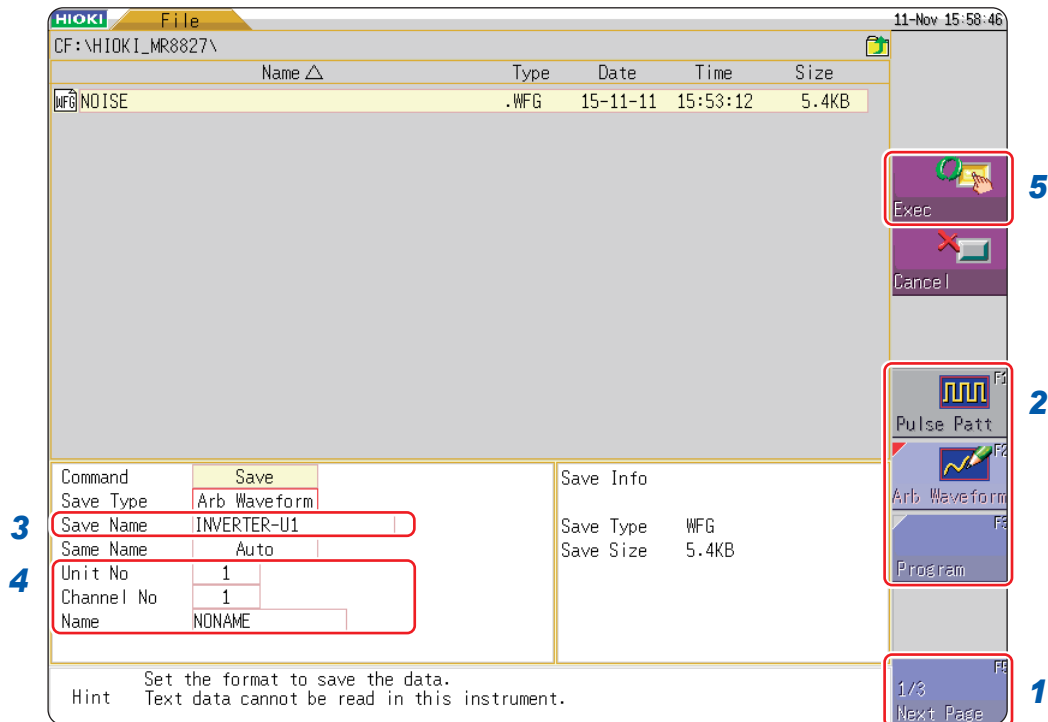 HIOKI File 11-Nov 15:58:46
CF:\HIOKI_MR8827\
Name △ Type Date Time Size
WFG NOISE .WFG 15-11-11 15:53:12 5.4KB
Exec 5
Cancel
F1
Pulse Patt 2
F2
Arb Waveform
F3
Program
Command Save
Save Type Arb Waveform
3 Save Name INVERTER-U1
Same Name Auto
4 Unit No 1
Channel No 1
Name NONAME
Save Info
Save Type WFG
Save Size 5.4KB
Hint Set the format to save the data.
Text data cannot be read in this instrument.
F5
1/3 1
Next Page